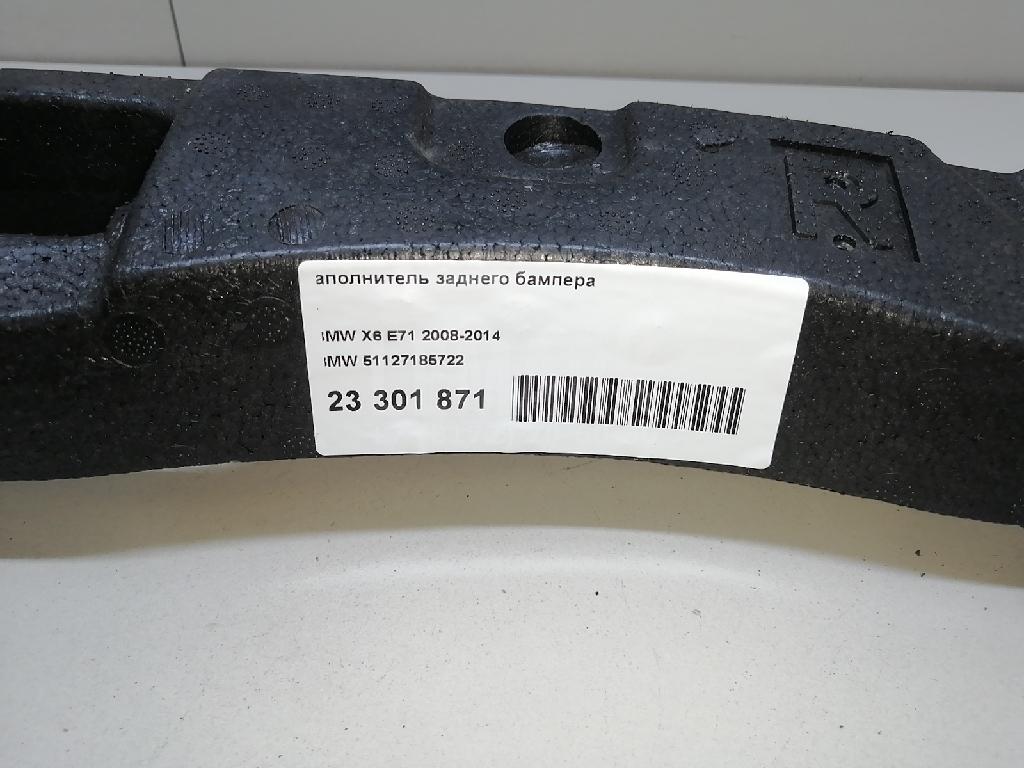 аполнитель заднего бампера
MW X6 E71 2008-2014
MW 51127185722
23 301 871
R